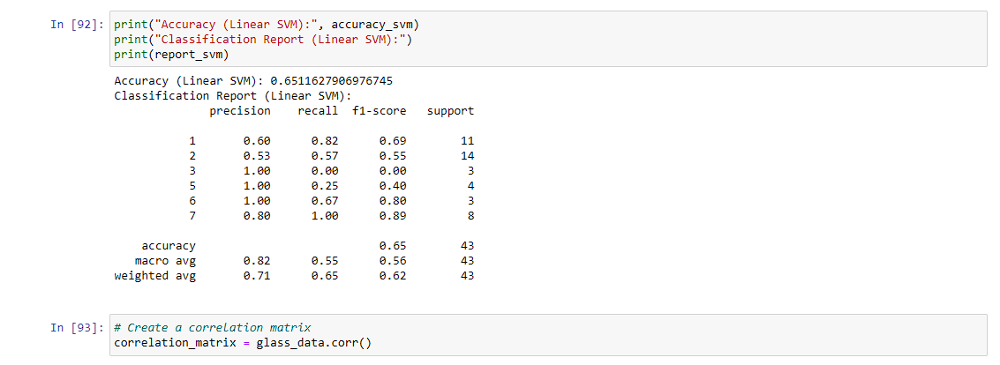 In [92]: print("Accuracy (Linear SVM):", accuracy_svm)
print("Classification Report (Linear SVM):")
print(report_svm)
Accuracy (Linear SVM): 0.6511627906976745
Classification Report (Linear SVM):
precision recall f1-score support
1 0.60 0.82 0.69 11
2 0.53 0.57 0.55 14
3 1.00 0.00 0.00 3
5 1.00 0.25 0.40 4
6 1.00 0.67 0.80 3
7 0.80 1.00 0.89 8
accuracy 0.65 43
macro avg 0.82 0.55 0.56 43
weighted avg 0.71 0.65 0.62 43
In [93]: # Create a correlation matrix
correlation_matrix = glass_data.corr()